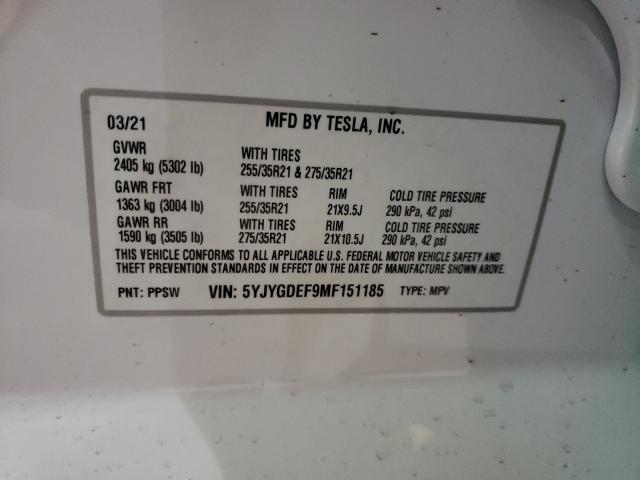 03/21 MFD BY TESLA, INC.
GVWR WITH TIRES
2405 kg (5302 lb) 255/35R21 & 275/35R21
GAWR FRT WITH TIRES RIM COLD TIRE PRESSURE
1363 kg (3004 lb) 255/35R21 21X9.5J 290 kPa, 42 psi
GAWR RR WITH TIRES RIM COLD TIRE PRESSURE
1590 kg (3505 lb) 275/35R21 21X10.5J 290 kPa, 42 psi
THIS VEHICLE CONFORMS TO ALL APPLICABLE U.S. FEDERAL MOTOR VEHICLE SAFETY AND
THEFT PREVENTION STANDARDS IN EFFECT ON THE DATE OF MANUFACTURE SHOWN ABOVE.
PNT: PPSW VIN: 5YJYGDEF9MF151185 TYPE: MPV